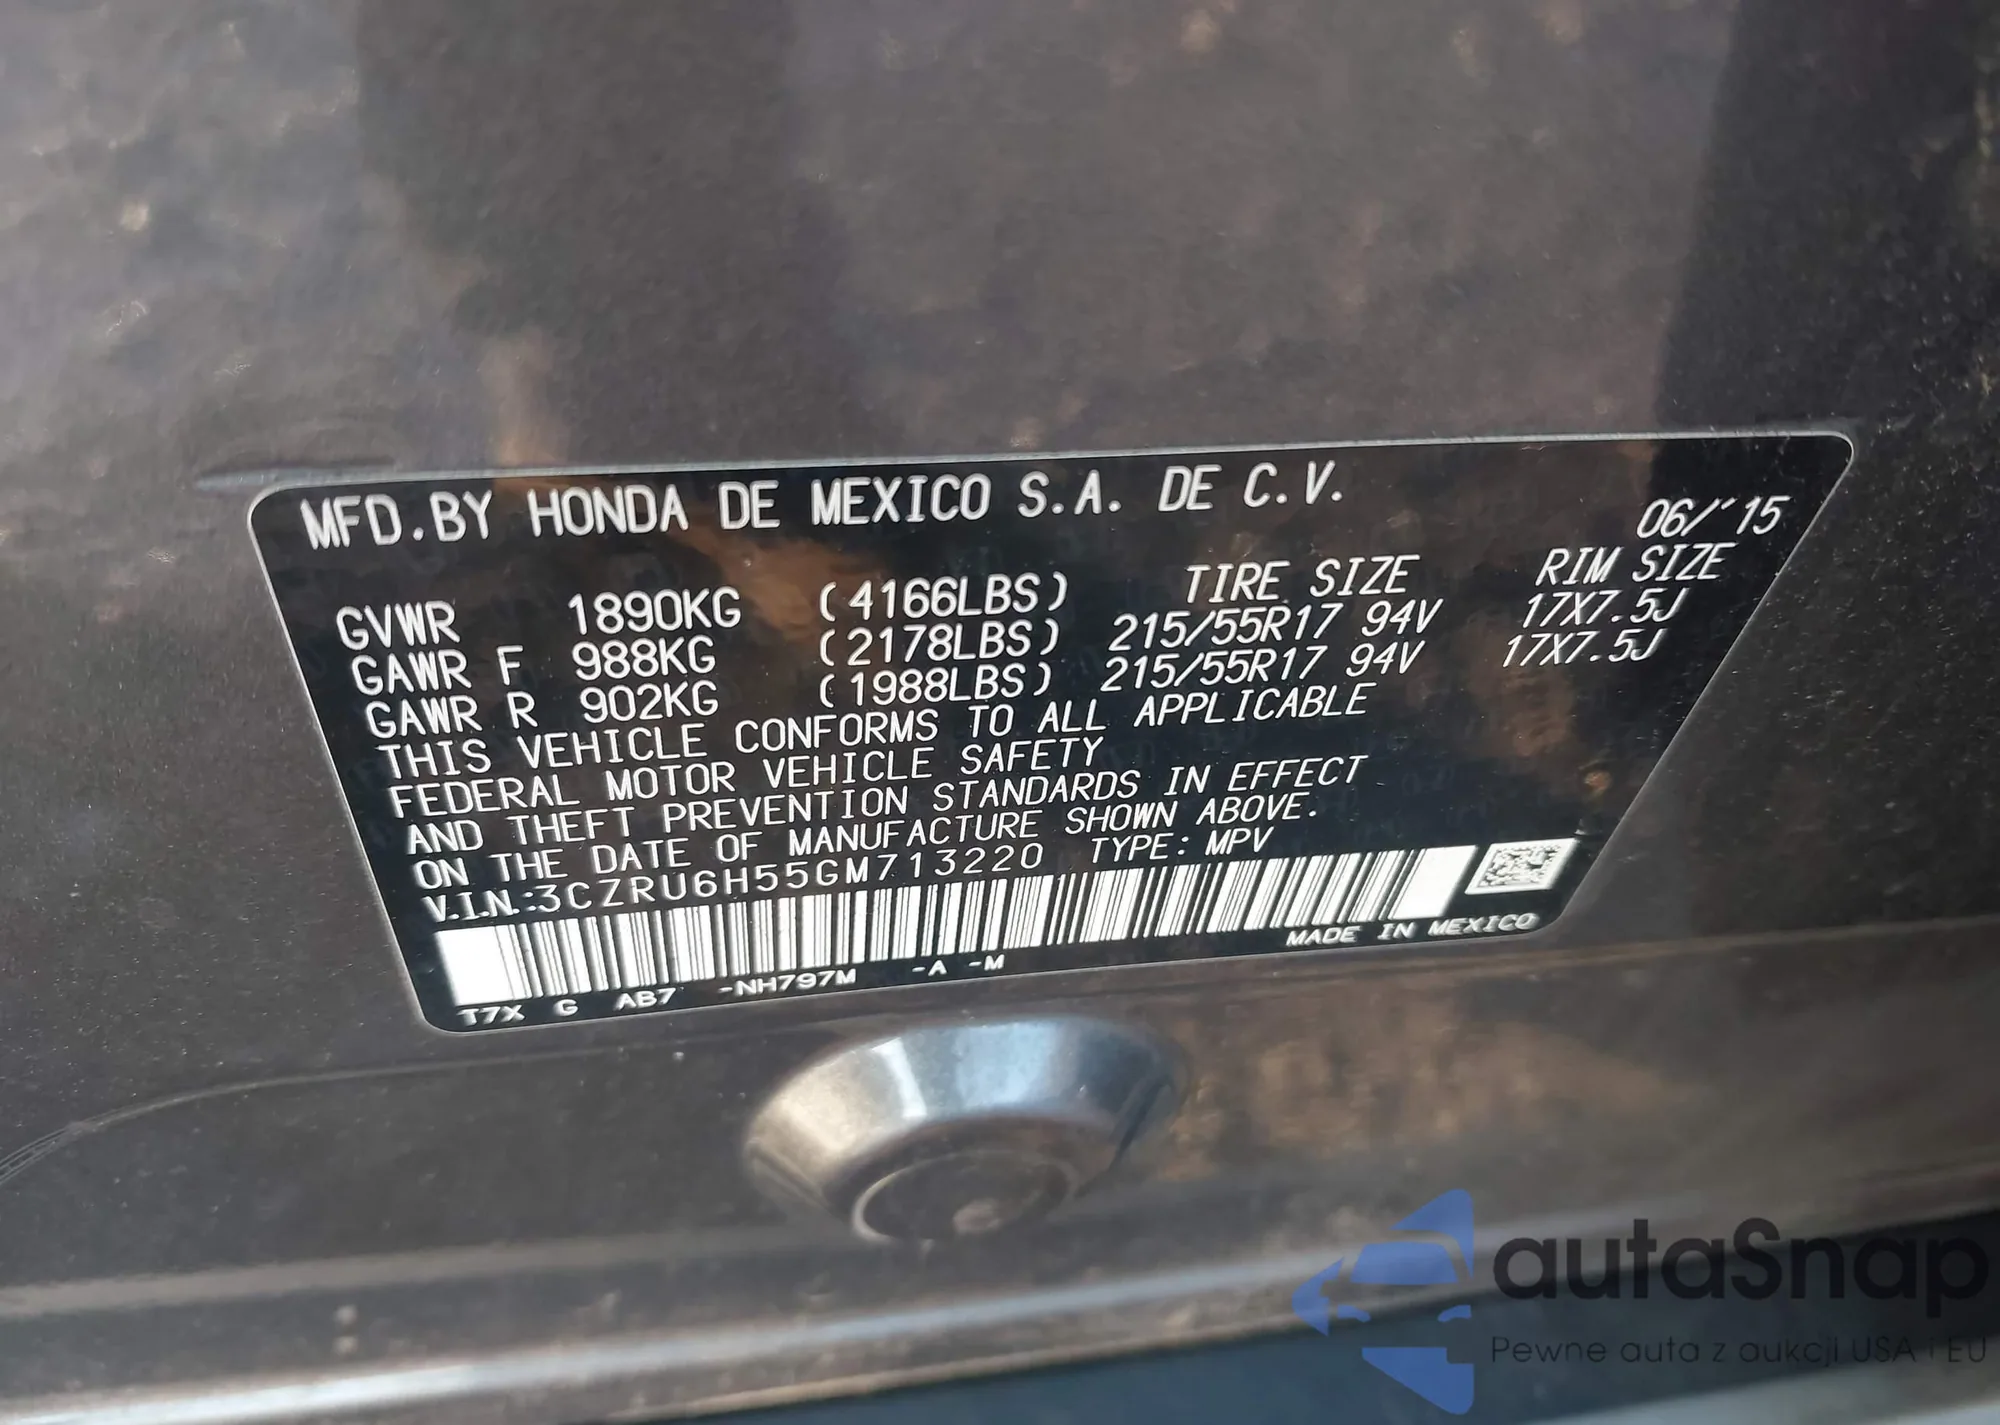 MFD.BY HONDA DE MEXICO S.A. DE C.V.
06/'15
TIRE SIZE RIM SIZE
GVWR 1890KG (4166LBS)
GAWR F 988KG (2178LBS) 215/55R17 94V 17X7.5J
GAWR R 902KG (1988LBS) 215/55R17 94V 17X7.5J
THIS VEHICLE CONFORMS TO ALL APPLICABLE
FEDERAL MOTOR VEHICLE SAFETY
AND THEFT PREVENTION STANDARDS IN EFFECT
ON THE DATE OF MANUFACTURE SHOWN ABOVE.
V.I.N.:3CZRU6H55GM713220 TYPE: MPV
MADE IN MEXICO
T7X G AB7 -NH797M -A -M
autaSnap
Pewne auta z aukcji USA i EU